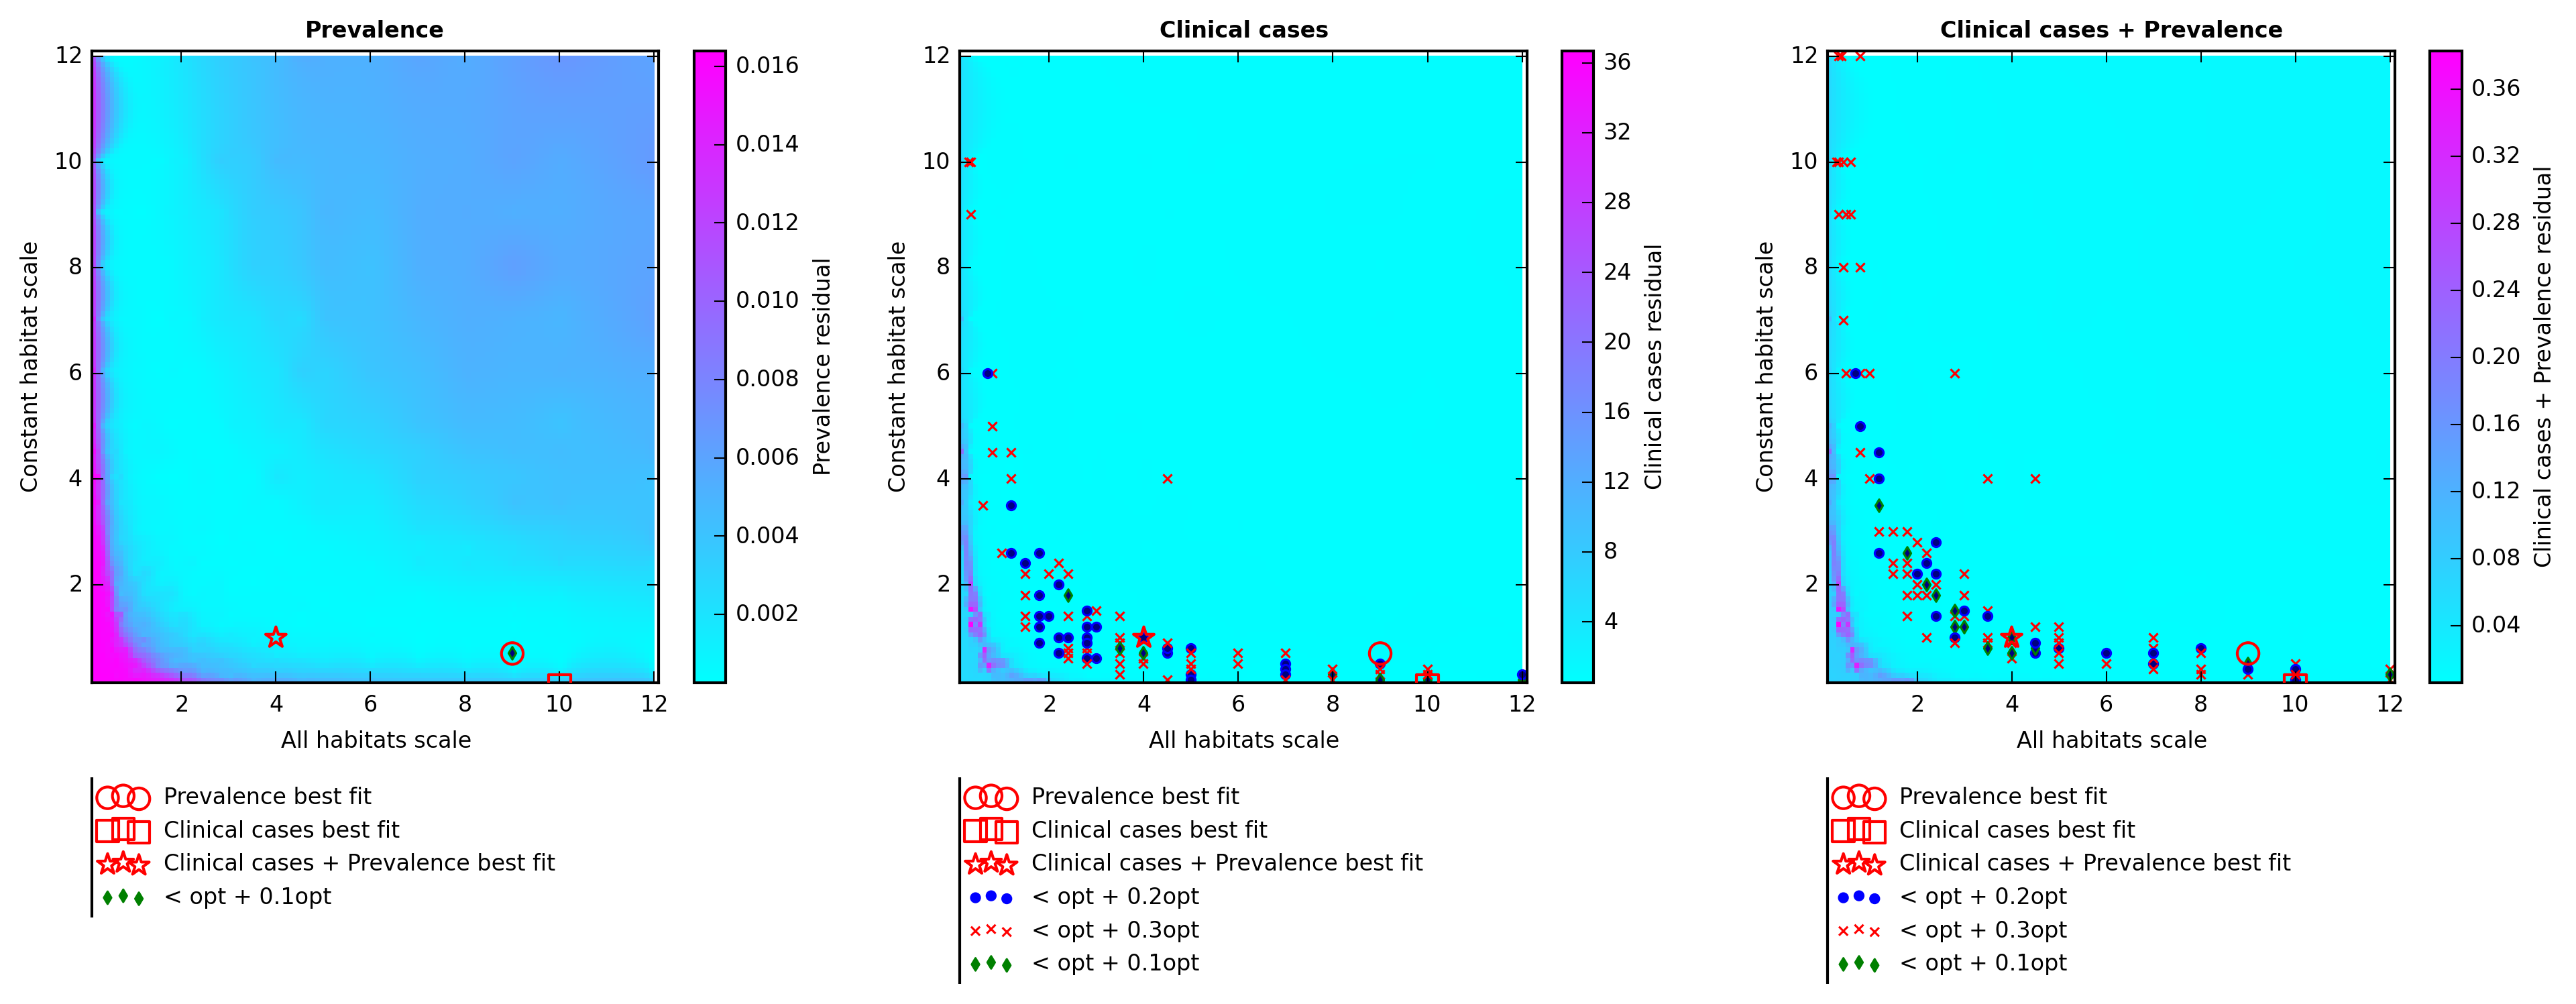 Prevalence
12
10
8
6
4
2
2 4 6 8 10 12
Constant habitat scale
All habitats scale
0.016
0.014
0.012
0.010
0.008
0.006
0.004
0.002
Prevalence residual
Prevalence best fit
Clinical cases best fit
Clinical cases + Prevalence best fit
< opt + 0.1opt
Clinical cases
12
10
8
6
4
2
2 4 6 8 10 12
Constant habitat scale
All habitats scale
36
32
28
24
20
16
12
8
4
Clinical cases residual
Prevalence best fit
Clinical cases best fit
Clinical cases + Prevalence best fit
< opt + 0.2opt
< opt + 0.3opt
< opt + 0.1opt
Clinical cases + Prevalence
12
10
8
6
4
2
2 4 6 8 10 12
Constant habitat scale
All habitats scale
0.36
0.32
0.28
0.24
0.20
0.16
0.12
0.08
0.04
Clinical cases + Prevalence residual
Prevalence best fit
Clinical cases best fit
Clinical cases + Prevalence best fit
< opt + 0.2opt
< opt + 0.3opt
< opt + 0.1opt